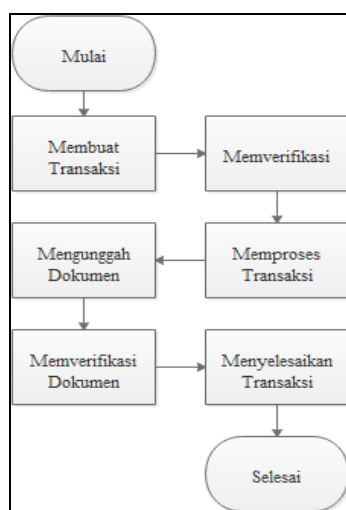 Mulai
Membuat
Transaksi
Memverifikasi
Memproses
Transaksi
Mengunggah
Dokumen
Memverifikasi
Dokumen
Menyelesaikan
Transaksi
Selesai